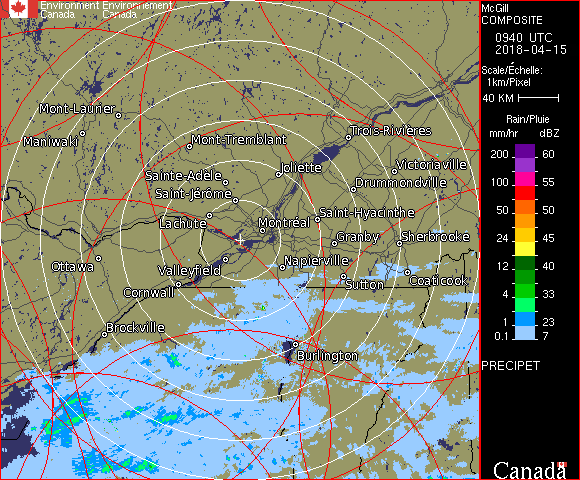 Environment Environnement
Canada Canada
McGill
COMPOSITE
0940 UTC
2018-04-15
Scale/Échelle:
1km/Pixel
40 KM
Rain/Pluie
mm/hr dBZ
200 60
100 55
50 50
24 45
12 40
4 33
1 23
0.1 7
PRECIPET
Canada
Mont-Laurier
Maniwaki
Mont-Tremblant
Trois-Rivières
Joliette
Victoriaville
Sainte-Adèle
Drummondville
Saint-Jérôme
Lachute
Saint-Hyacinthe
Montréal
Granby
Sherbrooke
Ottawa
Valleyfield
Napierville
Cornwall
Sutton
Coaticook
Brockville
Burlington